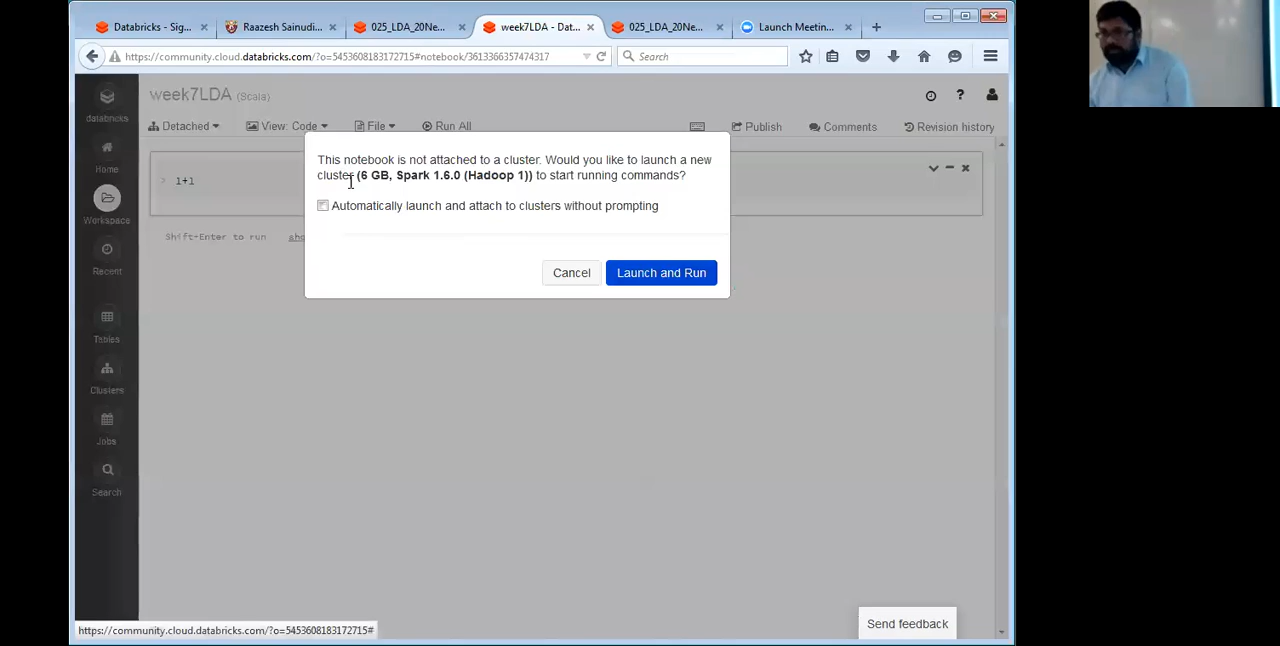 Databricks - Sig...
Raazesh Sainudi...
025_LDA_20Ne...
week7LDA - Dat...
025_LDA_20Ne...
Launch Meetin...
https://community.cloud.databricks.com/?o=5453608183172715#notebook/3613366357474317
Search
databricks
Home
Workspace
Recent
Tables
Clusters
Jobs
Search
week7LDA (Scala)
Detached
View: Code
File
Run All
Publish
Comments
Revision history
1+1
Shift-Enter to run
This notebook is not attached to a cluster. Would you like to launch a new
cluster (6 GB, Spark 1.6.0 (Hadoop 1)) to start running commands?
Automatically launch and attach to clusters without prompting
Cancel
Launch and Run
Send feedback
https://community.cloud.databricks.com/?o=5453608183172715#